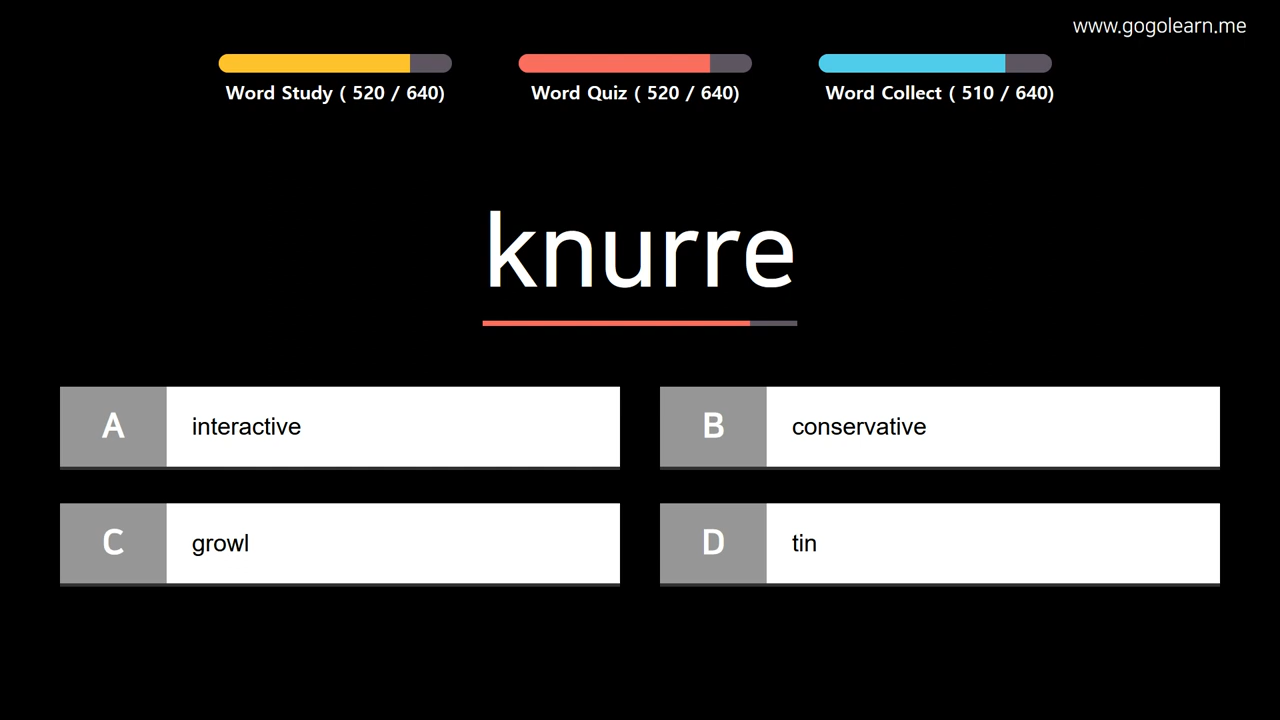 www.gogolearn.me
Word Study ( 520 / 640)
Word Quiz ( 520 / 640)
Word Collect ( 510 / 640)
knurre
A interactive
B conservative
C growl
D tin